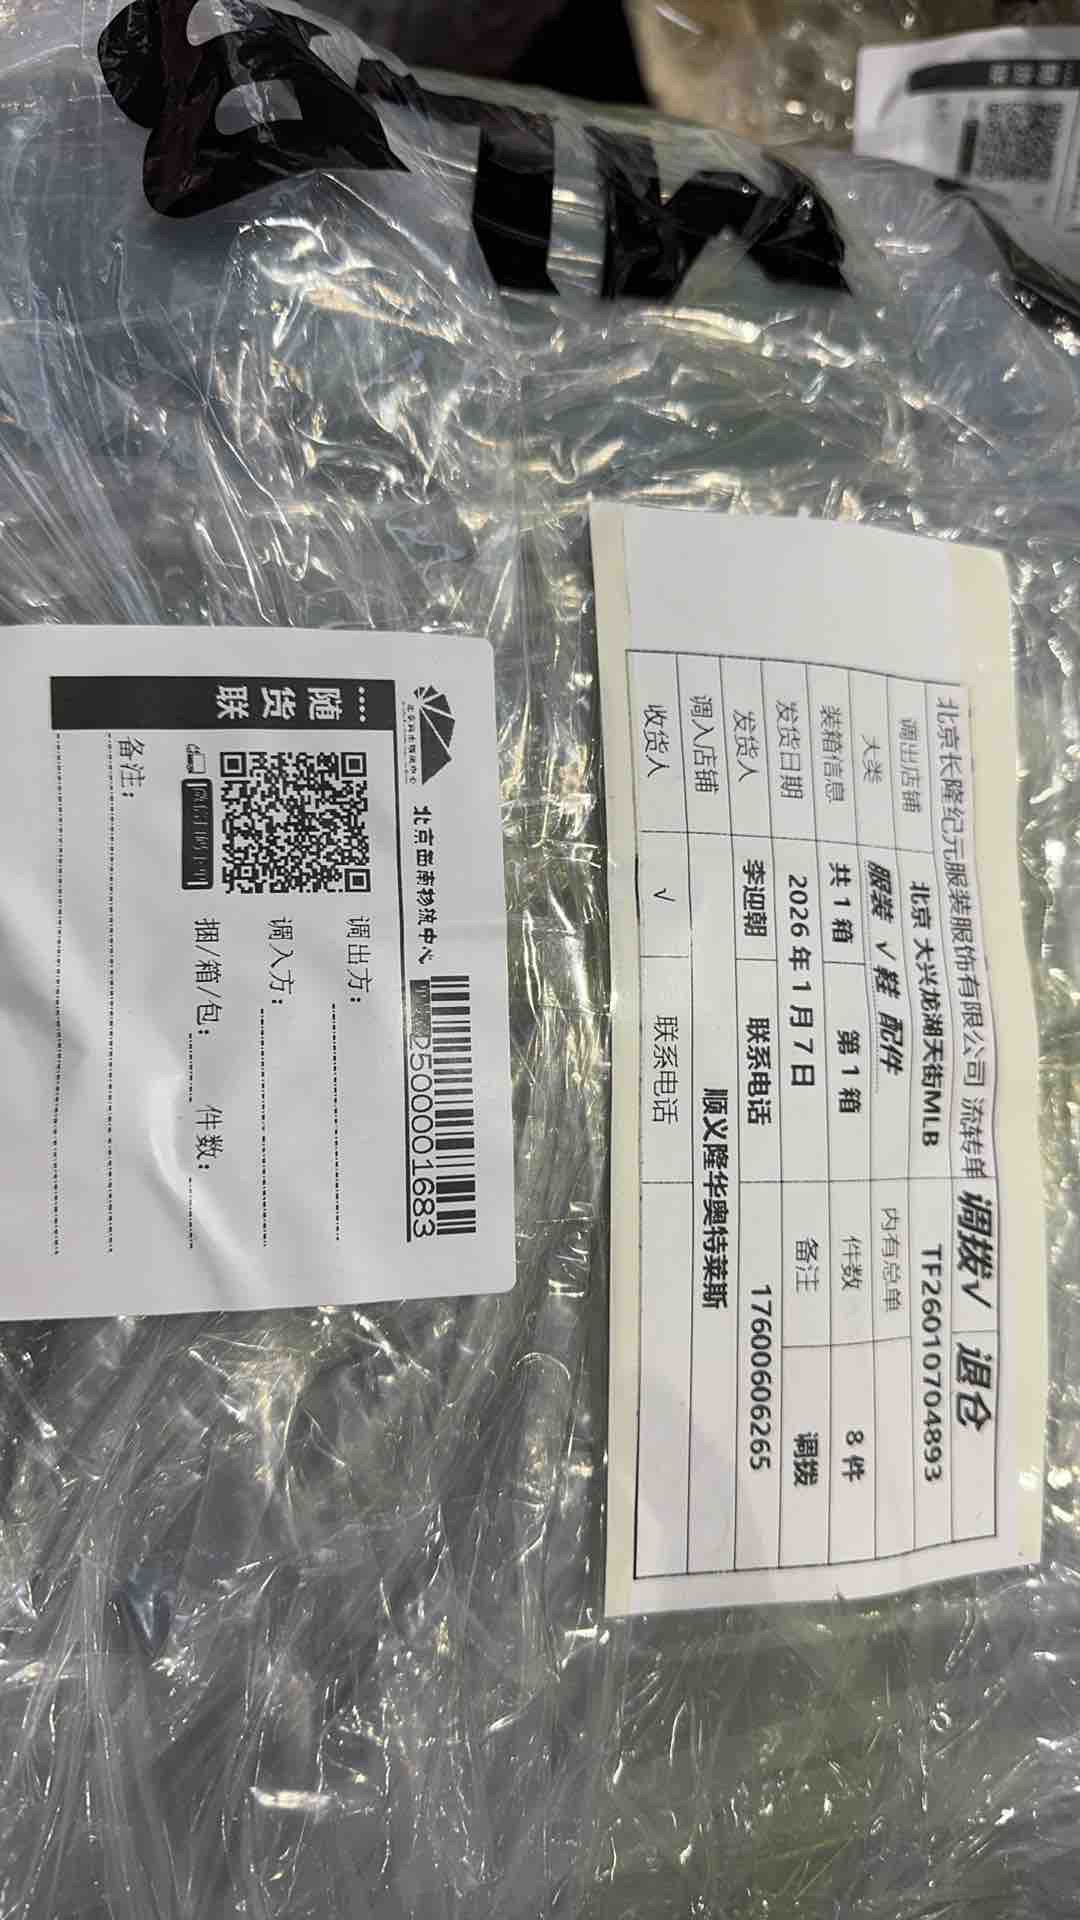 北京长隆纪元服装服饰有限公司 流转单 调拨√ 退仓
调出店铺 北京 大兴龙湖天街MLB TF26010704893
大类 服装 √ 鞋 配件 内有总单
装箱信息 共 1 箱 第 1 箱 件数 8 件
发货日期 2026 年 1 月 7 日 备注 调拨
发货人 李迎朝 联系电话 17600606265
调入店铺 顺义隆华奥特莱斯
收货人 √ 联系电话
北京西南物流中心
2500001683
随货联
调出方：
调入方：
捆/箱/包： 件数：
备注：